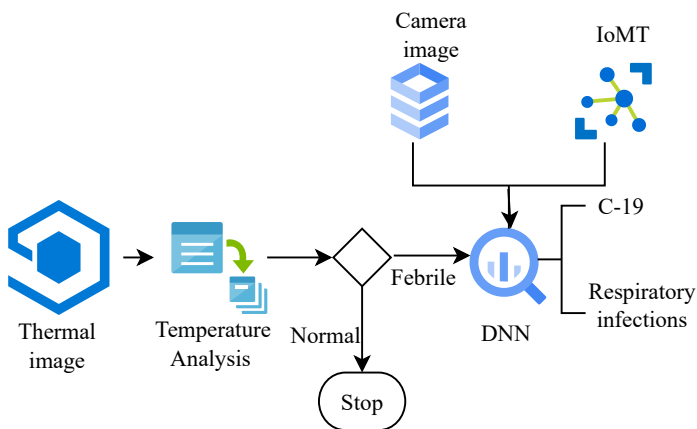 Camera
image
IoMT
C-19
Febrile
Respiratory
infections
Thermal
image
Temperature
Analysis
Normal
DNN
Stop